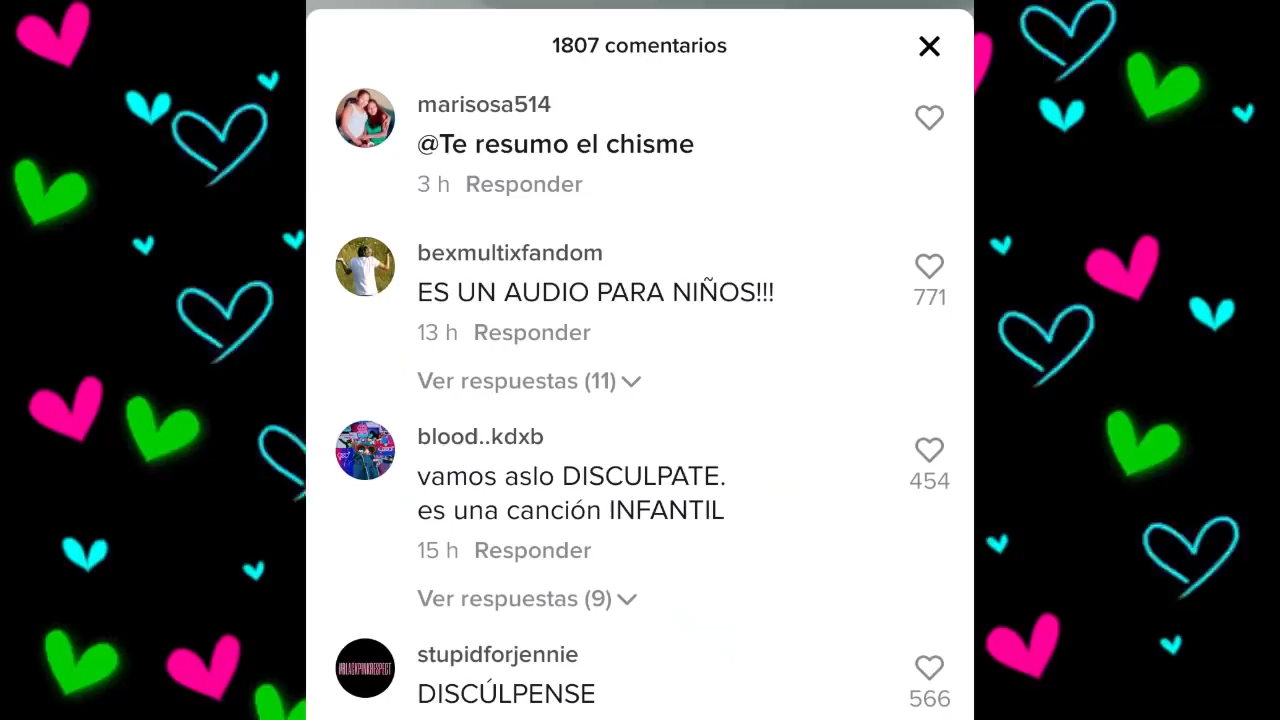 1807 comentarios
marisosa514
@Te resumo el chisme
3 h Responder
bexmultixfandom
ES UN AUDIO PARA NIÑOS!!!
771
13 h Responder
Ver respuestas (11)
blood..kdxb
vamos aslo DISCULPATE.
454
es una canción INFANTIL
15 h Responder
Ver respuestas (9)
stupidforjennie
#BLACKPINKRESPECT
DISCÚLPENSE
566